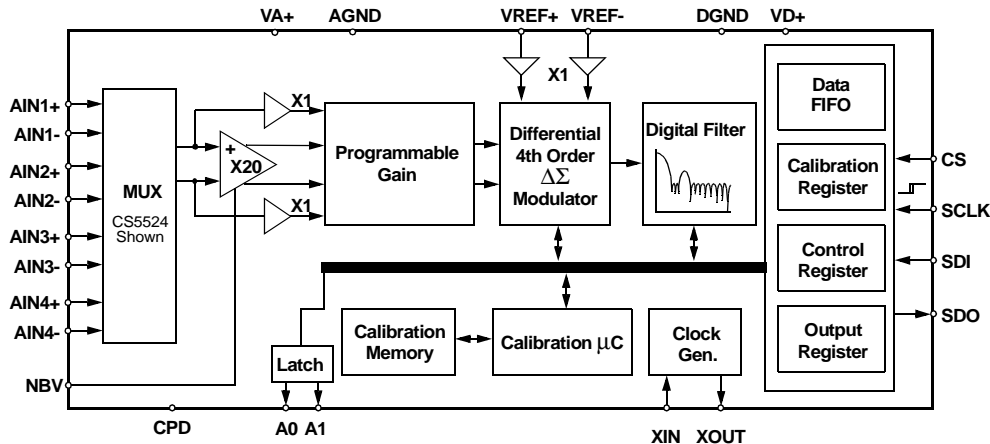 VA+ AGND VREF+ VREF- DGND VD+
X1
AIN1+
AIN1-
AIN2+
AIN2-
AIN3+
AIN3-
AIN4+
AIN4-
NBV
MUX
CS5524
Shown
X1
+
X20
X1
Programmable
Gain
Differential
4th Order
ΔΣ
Modulator
Digital Filter
Data
FIFO
Calibration
Register
Control
Register
Output
Register
CS
SCLK
SDI
SDO
Latch
Calibration
Memory
Calibration μC
Clock
Gen.
CPD A0 A1 XIN XOUT